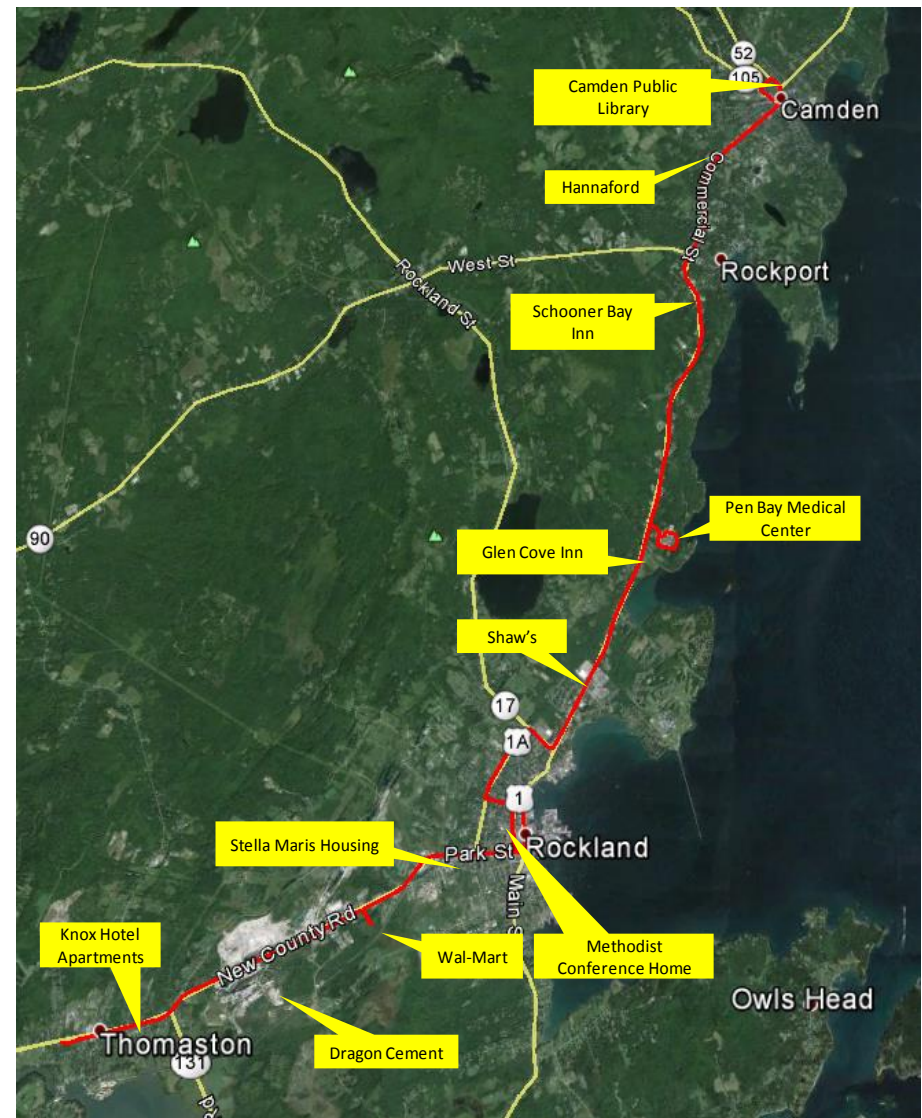 52
105
Camden Public
Library
Camden
Hannaford
Commercial St
West St
Rockport
Rockland St
Schooner Bay
Inn
Pen Bay Medical
Center
90
Glen Cove Inn
Shaw's
17
1A
1
Stella Maris Housing
Park St
Rockland
Main S
New County Rd
Knox Hotel
Apartments
Wal-Mart
Methodist
Conference Home
Owls Head
Thomaston
Dragon Cement
131
Rd